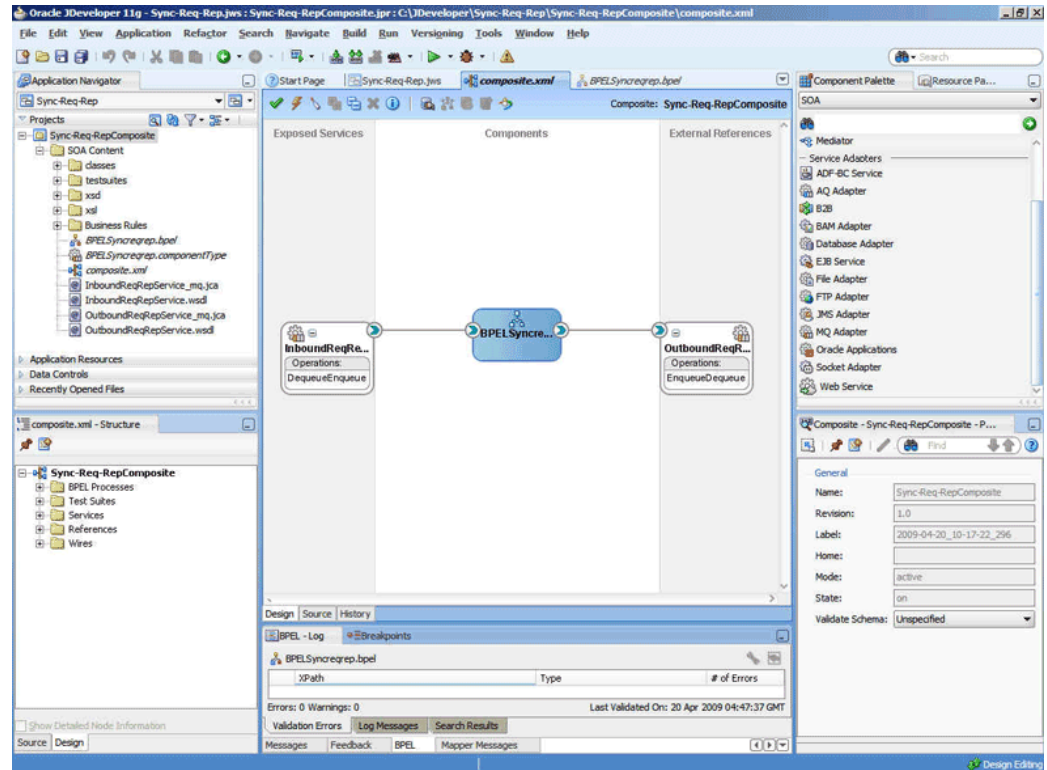 Oracle JDeveloper 11g - Sync-Req-Rep.jws : Sync-Req-RepComposite.jpr : C:\JDeveloper\Sync-Req-Rep\Sync-Req-RepComposite\composite.xml
File Edit View Application Refactor Search Navigate Build Run Versioning Tools Window Help
Search
Application Navigator
Sync-Req-Rep
Projects
Sync-Req-RepComposite
SOA Content
classes
testsuites
xsd
xsl
Business Rules
BPELSyncreqrep.bpel
BPELSyncreqrep.componentType
composite.xml
InboundReqRepService_mq.jca
InboundReqRepService.wsdl
OutboundReqRepService_mq.jca
OutboundReqRepService.wsdl
Application Resources
Data Controls
Recently Opened Files
composite.xml - Structure
Sync-Req-RepComposite
BPEL Processes
Test Suites
Services
References
Wires
Show Detailed Node Information
Source Design
Start Page Sync-Req-Rep.jws composite.xml BPELSyncreqrep.bpel
Composite: Sync-Req-RepComposite
Exposed Services Components External References
InboundReqRe...
Operations:
DequeueEnqueue
BPELSyncre...
OutboundReqR...
Operations:
EnqueueDequeue
Design Source History
BPEL - Log Breakpoints
BPELSyncreqrep.bpel
XPath Type # of Errors
Errors: 0 Warnings: 0 Last Validated On: 20 Apr 2009 04:47:37 GMT
Validation Errors Log Messages Search Results
Messages Feedback BPEL Mapper Messages
Component Palette Resource Pa...
SOA
Mediator
Service Adapters
ADF-BC Service
AQ Adapter
B2B
BAM Adapter
Database Adapter
EJB Service
File Adapter
FTP Adapter
JMS Adapter
MQ Adapter
Oracle Applications
Socket Adapter
Web Service
Composite - Sync-Req-RepComposite - P...
Find
General
Name: Sync-Req-RepComposite
Revision: 1.0
Label: 2009-04-20_10-17-22_296
Home:
Mode: active
State: on
Validate Schema: Unspecified
Design Editing